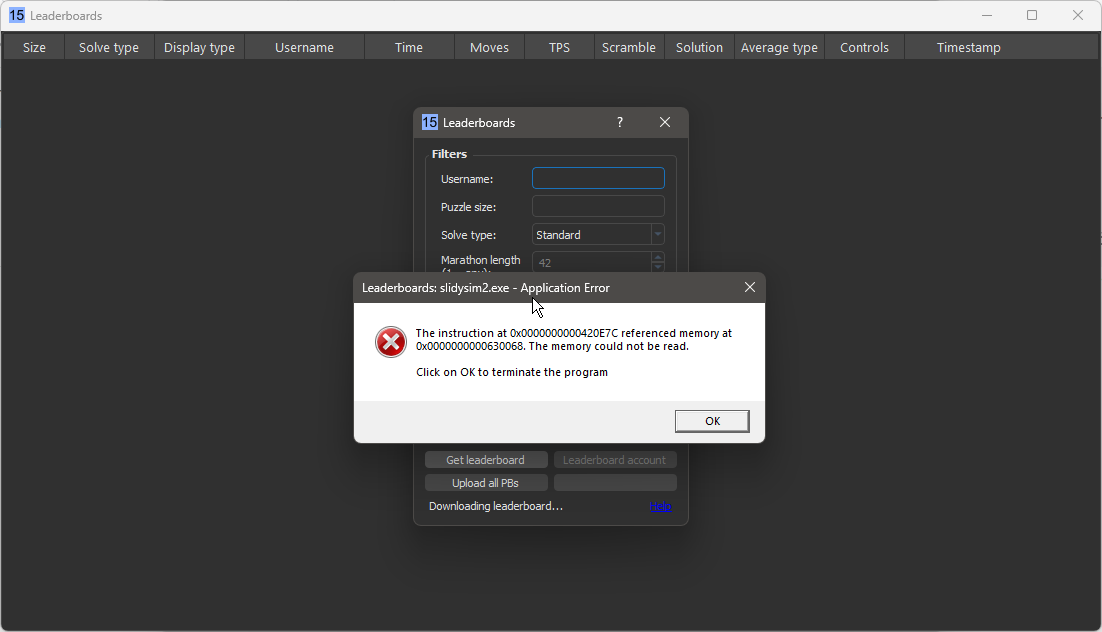 15 Leaderboards
Size Solve type Display type Username Time Moves TPS Scramble Solution Average type Controls Timestamp
15 Leaderboards ?
Filters
Username:
Puzzle size:
Solve type: Standard
Marathon length 42
Leaderboards: slidysim2.exe - Application Error
The instruction at 0x0000000000420E7C referenced memory at
0x0000000000630068. The memory could not be read.
Click on OK to terminate the program
OK
Get leaderboard Leaderboard account
Upload all PBs
Downloading leaderboard... Help